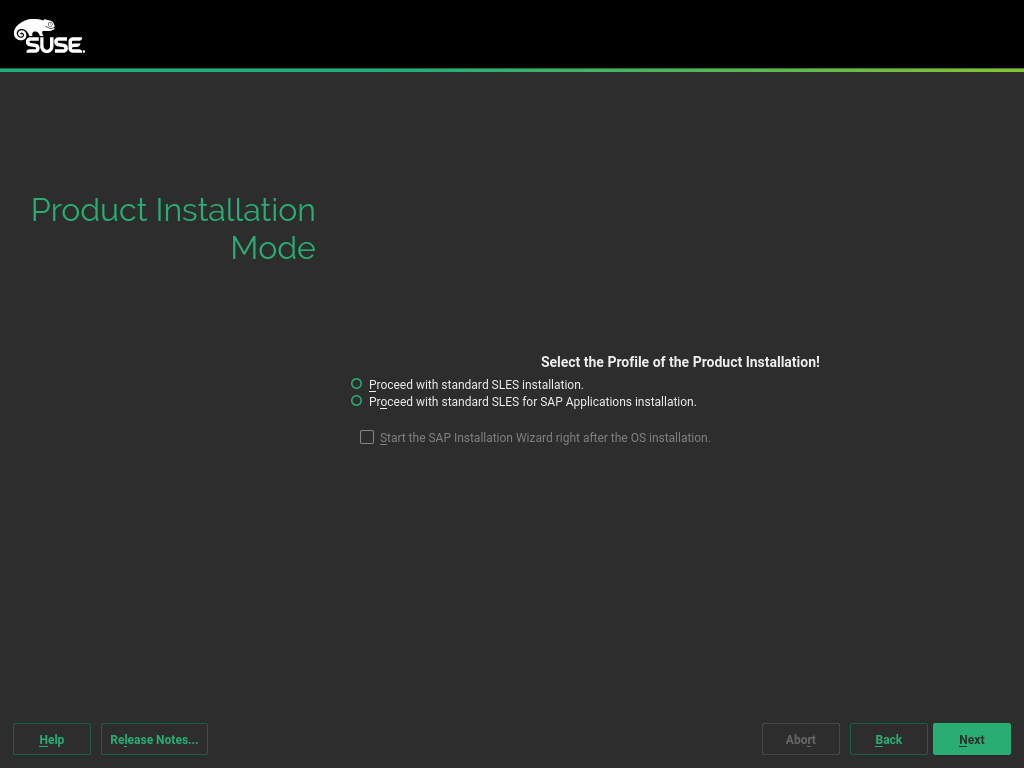 SUSE.
Product Installation
Mode
Select the Profile of the Product Installation!
Proceed with standard SLES installation.
Proceed with standard SLES for SAP Applications installation.
Start the SAP Installation Wizard right after the OS installation.
Help
Release Notes...
Abort
Back
Next